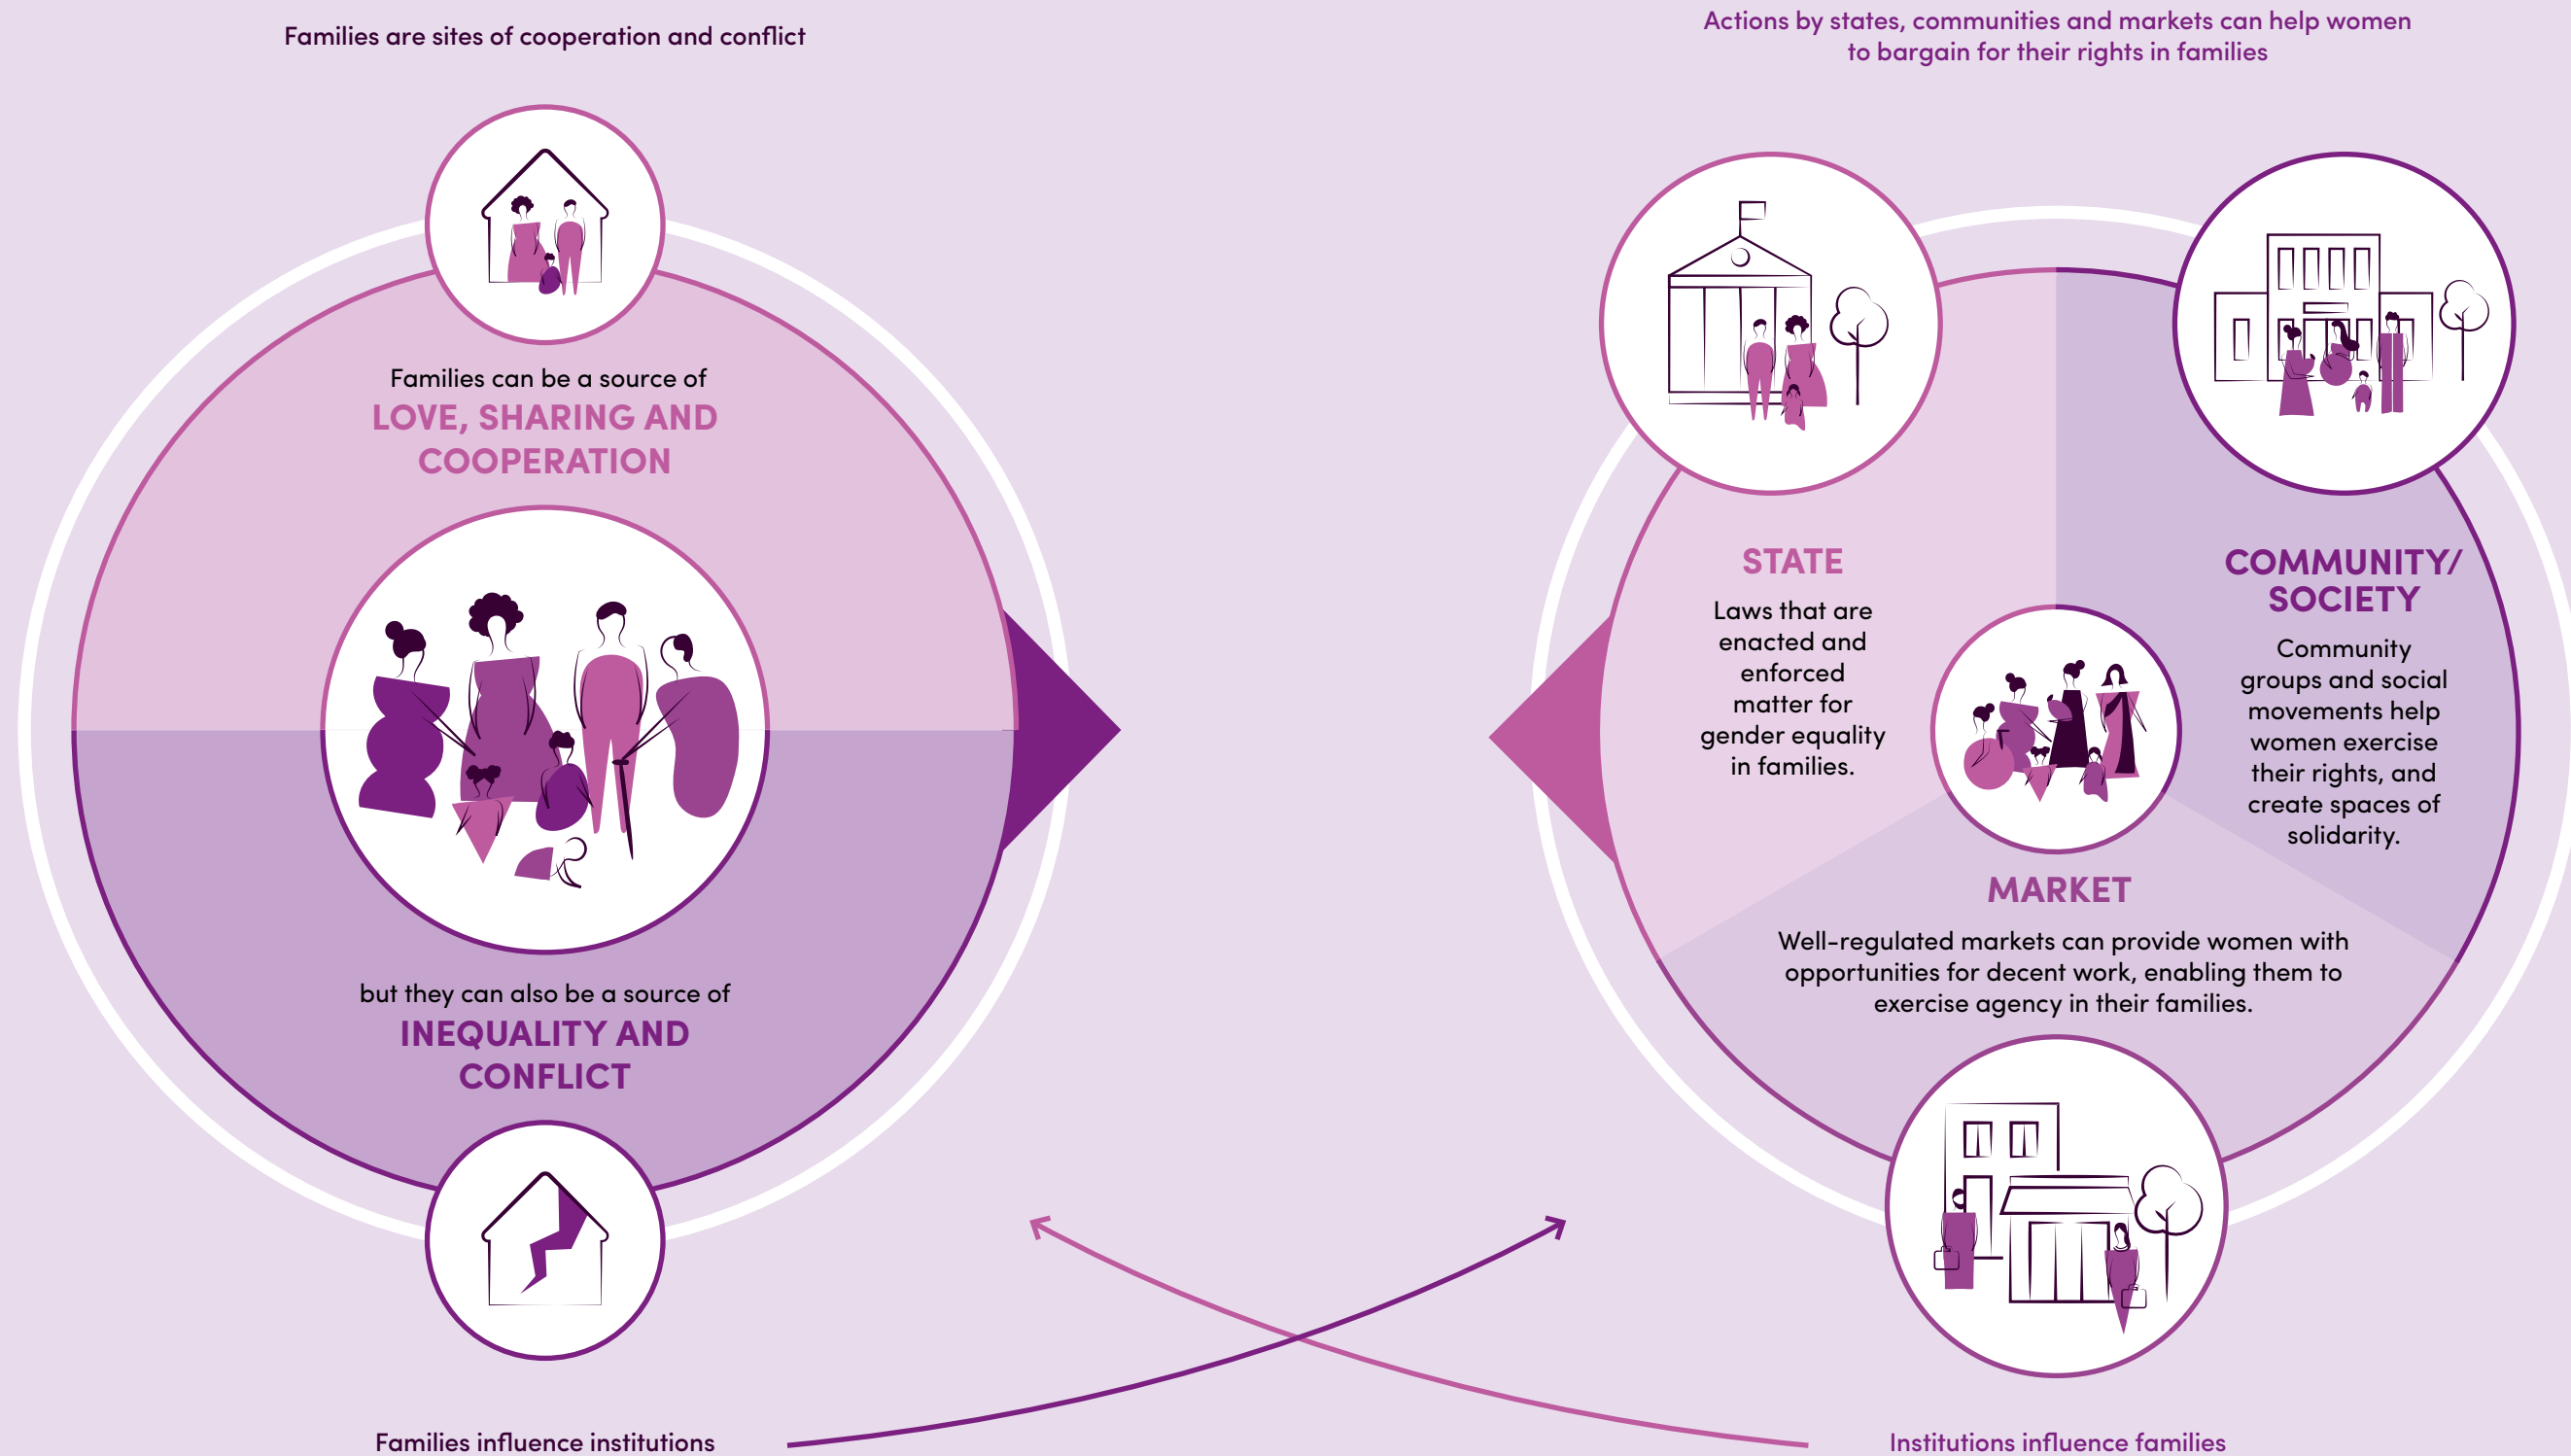 Families are sites of cooperation and conflict
Families can be a source of
LOVE, SHARING AND
COOPERATION
but they can also be a source of
INEQUALITY AND
CONFLICT
Families influence institutions
Actions by states, communities and markets can help women
to bargain for their rights in families
STATE
Laws that are
enacted and
enforced
matter for
gender equality
in families.
COMMUNITY/
SOCIETY
Community
groups and social
movements help
women exercise
their rights, and
create spaces of
solidarity.
MARKET
Well-regulated markets can provide women with
opportunities for decent work, enabling them to
exercise agency in their families.
Institutions influence families